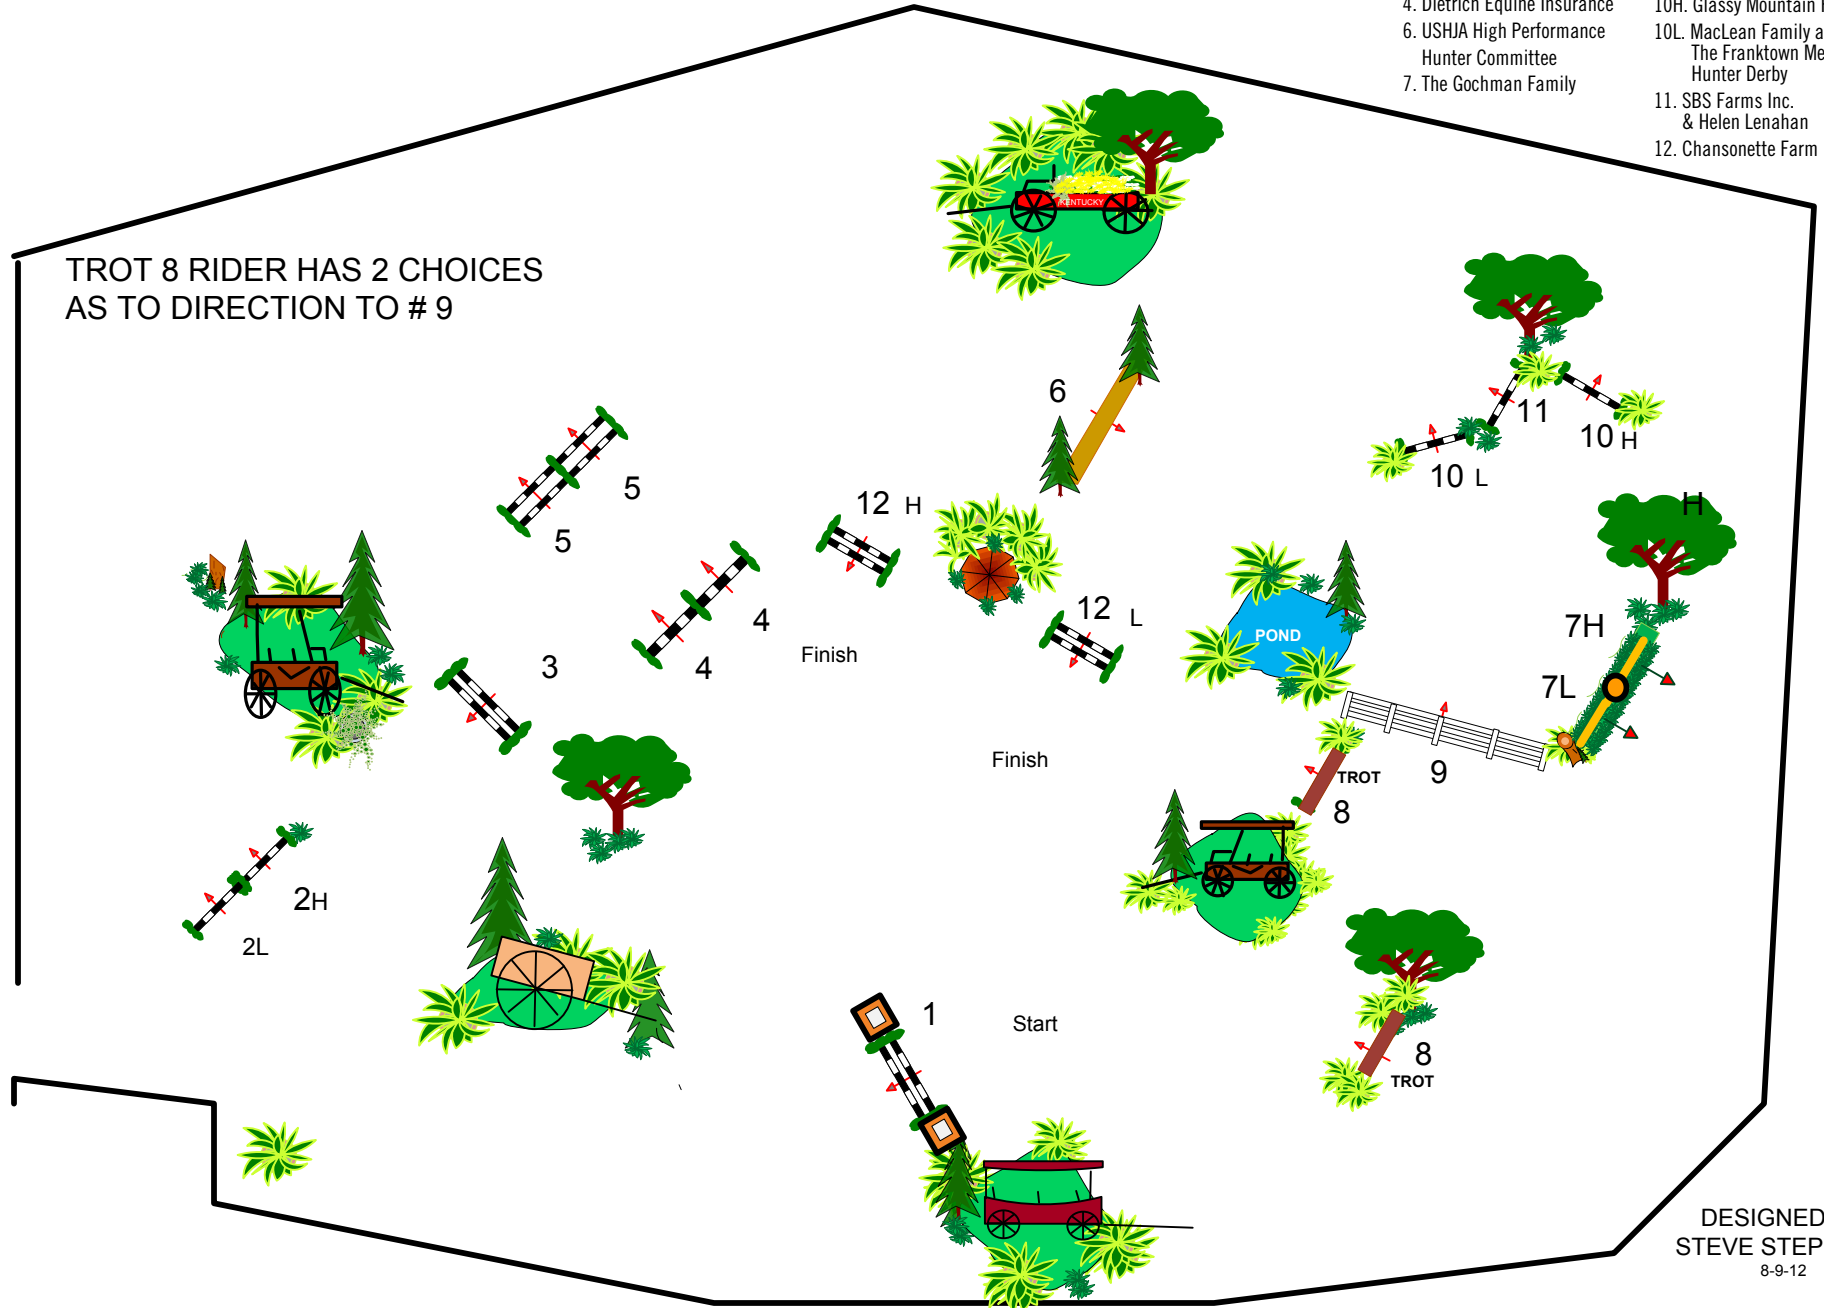 4. Dietrich Equine Insurance
6. USHJA High Performance
Hunter Committee
7. The Gochman Family
10H. Glassy Mountain
10L. MacLean Family
The Franktown
Hunter Derby
11. SBS Farms Inc.
& Helen Lenahan
12. Chansonette Farm
KENTUCKY
TROT 8 RIDER HAS 2 CHOICES
AS TO DIRECTION TO # 9
6
11
10 H
10 L
5
5
12 H
H
4
4
12 L
POND
7H
7L
Finish
3
Finish
TROT
8
9
2H
2L
1
Start
8
TROT
DESIGNED
STEVE
8-9-12